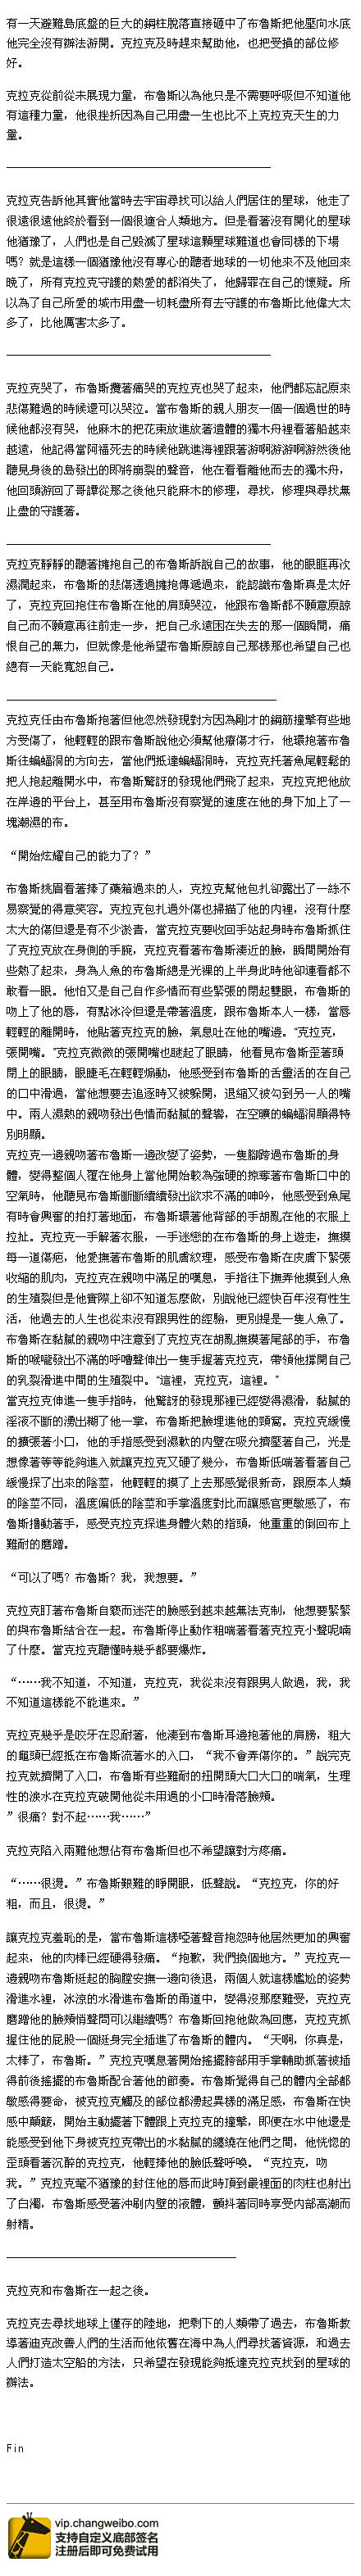 有一天避難島底盤的巨大的鋼柱脫落直接砸中了布魯斯把他壓向水底
他完全沒有辦法游開。克拉克及時趕來幫助他，也把受損的部位修
好。
克拉克從前從未展現力量，布魯斯以為他只是不需要呼吸但不知道他
有這種力量，他很挫折因為自己用盡一生也比不上克拉克天生的力
量。
克拉克告訴他其實他當時去宇宙尋找可以給人們居住的星球，他走了
很遠很遠他終於看到一個很適合人類地方。但是看著沒有開化的星球
他猶豫了，人們也是自己毀滅了星球這顆星球難道也會同樣的下場
嗎？就是這樣一個猶豫他沒有專心的聽者地球的一切他來不及他回來
晚了，所有克拉克守護的熱愛的都消失了，他歸罪在自己的懷疑。所
以為了自己所愛的城市用盡一切耗盡所有去守護的布魯斯比他偉大太
多了，比他厲害太多了。
克拉克哭了，布魯斯攬著痛哭的克拉克也哭了起來，他們都忘記原來
悲傷難過的時候還可以哭泣。當布魯斯的親人朋友一個一個過世的時
候他都沒有哭，他麻木的把花束放進放著遺體的獨木舟裡看著船越來
越遠，他記得當阿福死去的時候他跳進海裡跟著游啊游游啊游然後他
聽見身後的島發出的即將崩裂的聲音，他在看看離他而去的獨木舟，
他回頭游回了哥譚從那之後他只能麻木的修理，尋找，修理與尋找無
止盡的守護著。
克拉克靜靜的聽著擁抱自己的布魯斯訴說自己的故事，他的眼眶再次
濕潤起來，布魯斯的悲傷透過擁抱傳遞過來，能認識布魯斯真是太好
了，克拉克回抱住布魯斯在他的肩頭哭泣，他跟布魯斯都不願意原諒
自己而不願意再往前走一步，把自己永遠困在失去的那一個瞬間，痛
恨自己的無力，但就像是他希望布魯斯原諒自己那樣那也希望自己也
總有一天能寬恕自己。
克拉克任由布魯斯抱著但他忽然發現對方因為剛才的鋼筋撞擊有些地
方受傷了，他輕輕的跟布魯斯說他必須幫他療傷才行，他環抱著布魯
斯往蝙蝠洞的方向去，當他們抵達蝙蝠洞時，克拉克托著魚尾輕鬆的
把人抱起離開水中，布魯斯驚訝的發現他們飛了起來，克拉克把他放
在岸邊的平台上，甚至用布魯斯沒有察覺的速度在他的身下加上了一
塊潮濕的布。
“開始炫耀自己的能力了？”
布魯斯挑眉看著捧了藥箱過來的人，克拉克幫他包扎卻露出了一絲不
易察覺的得意笑容。克拉克包扎過外傷也掃描了他的內裡，沒有什麼
太大的傷但還是有不少淤青，當克拉克要收回手站起身時布魯斯抓住
了克拉克放在身側的手腕，克拉克看著布魯斯湊近的臉，瞬間開始有
些熱了起來，身為人魚的布魯斯總是光裸的上半身此時他卻連看都不
敢看一眼。他怕又是自己自作多情而有些緊張的閉起雙眼，布魯斯的
吻上了他的唇，有點冰冷但還是帶著溫度，跟布魯斯本人一樣，當唇
輕輕的離開時，他貼著克拉克的臉，氣息吐在他的嘴邊。“克拉克，
張開嘴。”克拉克微微的張開嘴也瞇起了眼睛，他看見布魯斯歪著頭
閉上的眼睛，眼睫毛在輕輕煽動，他感受到布魯斯的舌靈活的在自己
的口中滑過，當他想要去追逐時又被躲開，退縮又被勾到另一人的嘴
中。兩人濕熱的親吻發出色情而黏膩的聲響，在空曠的蝙蝠洞顯得特
別明顯。
克拉克一邊親吻著布魯斯一邊改變了姿勢，一隻腳跨過布魯斯的身
體，變得整個人覆在他身上當他開始較為強硬的掠奪著布魯斯口中的
空氣時，他聽見布魯斯斷斷續續發出欲求不滿的呻吟，他感受到魚尾
有時會興奮的拍打著地面，布魯斯環著他背部的手胡亂在他的衣服上
拉扯。克拉克一手解著衣服，一手迷戀的在布魯斯的身上遊走，撫摸
每一道傷疤，他愛撫著布魯斯的肌膚紋理，感受布魯斯在皮膚下緊張
收縮的肌肉，克拉克在親吻中滿足的嘆息，手指往下撫弄他摸到人魚
的生殖裂但是他實際上卻不知道怎麼做，別說他已經快百年沒有性生
活，他過去的人生也從來沒有跟男性的經驗，更別提是一隻人魚了。
布魯斯在黏膩的親吻中注意到了克拉克在胡亂撫摸著尾部的手，布魯
斯的喉嚨發出不滿的呼嚕聲伸出一隻手握著克拉克，帶領他撐開自己
的乳裂滑進中間的生殖裂中。“這裡，克拉克，這裡。”
當克拉克伸進一隻手指時，他驚訝的發現那裡已經變得濕滑，黏膩的
淫液不斷的湧出糊了他一掌，布魯斯把臉埋進他的頸窩。克拉克緩慢
的擴張著小口，他的手指感受到濕軟的內壁在吸允擠壓著自己，光是
想像著等等能夠進入就讓克拉克又硬了幾分，布魯斯低喘著看著自己
緩慢探了出來的陰莖，他輕輕的摸了上去那感覺很新奇，跟原本人類
的陰莖不同，溫度偏低的陰莖和手掌溫度對比而讓感官更敏感了，布
魯斯擼動著手，感受克拉克探進身體火熱的指頭，他重重的倒回布上
難耐的磨蹭。
“可以了嗎？布魯斯？我，我想要。”
克拉克盯著布魯斯自褻而迷茫的臉感到越來越無法克制，他想要緊緊
的與布魯斯結合在一起。布魯斯停止動作粗喘著看著克拉克小聲呢喃
了什麼。當克拉克聽懂時幾乎都要爆炸。
“……我不知道，不知道，克拉克，我從來沒有跟男人做過，我，我
不知道這樣能不能進來。”
克拉克幾乎是咬牙在忍耐著，他湊到布魯斯耳邊抱著他的肩膀，粗大
的龜頭已經抵在布魯斯流著水的入口，“我不會弄傷你的。”說完克
拉克就擠開了入口，布魯斯有些難耐的扭開頭大口大口的喘氣，生理
性的淚水在克拉克破開他從未用過的小口時滑落臉頰。
”很痛？對不起……我……”
克拉克陷入兩難他想佔有布魯斯但也不希望讓對方疼痛。
“……很燙。”布魯斯艱難的睜開眼，低聲說。“克拉克，你的好
粗，而且，很燙。”
讓克拉克羞恥的是，當布魯斯這樣啞著聲音抱怨時他居然更加的興奮
起來，他的肉棒已經硬得發痛。“抱歉，我們換個地方。”克拉克一
邊親吻布魯斯挺起的胸膛安撫一邊向後退，兩個人就這樣尷尬的姿勢
滑進水裡，冰涼的水滑進布魯斯的甬道中，變得沒那麼難受，克拉克
磨蹭他的臉頰悄聲問可以繼續嗎？布魯斯回抱他做為回應，克拉克抓
握住他的屁股一個挺身完全插進了布魯斯的體內。“天啊，你真是，
太棒了，布魯斯。”克拉克嘆息著開始搖擺胯部用手掌輔助抓著被插
得前後搖擺的布魯斯配合著他的節奏。布魯斯覺得自己的體內全部都
敏感得要命，被克拉克觸及的部位都湧起異樣的滿足感，布魯斯在快
感中顛簸，開始主動擺著下體跟上克拉克的撞擊，即便在水中他還是
能感受到他下身被克拉克帶出的水黏膩的纏繞在他們之間，他恍惚的
歪頭看著沉醉的克拉克，他輕捧他的臉低聲呼喚。“克拉克，吻
我。”克拉克毫不猶豫的封住他的唇而此時頂到最裡面的肉柱也射出
了白濁，布魯斯感受著沖刷內壁的液體，顫抖著同時享受內部高潮而
射精。
克拉克和布魯斯在一起之後。
克拉克去尋找地球上僅存的陸地，把剩下的人類帶了過去，布魯斯教
導著迪克改善人們的生活而他依舊在海中為人們尋找著資源，和過去
人們打造太空船的方法，只希望在發現能夠抵達克拉克找到的星球的
辦法。
Fin
vip.changweibo.com
支持自定义底部签名
注册后即可免费试用